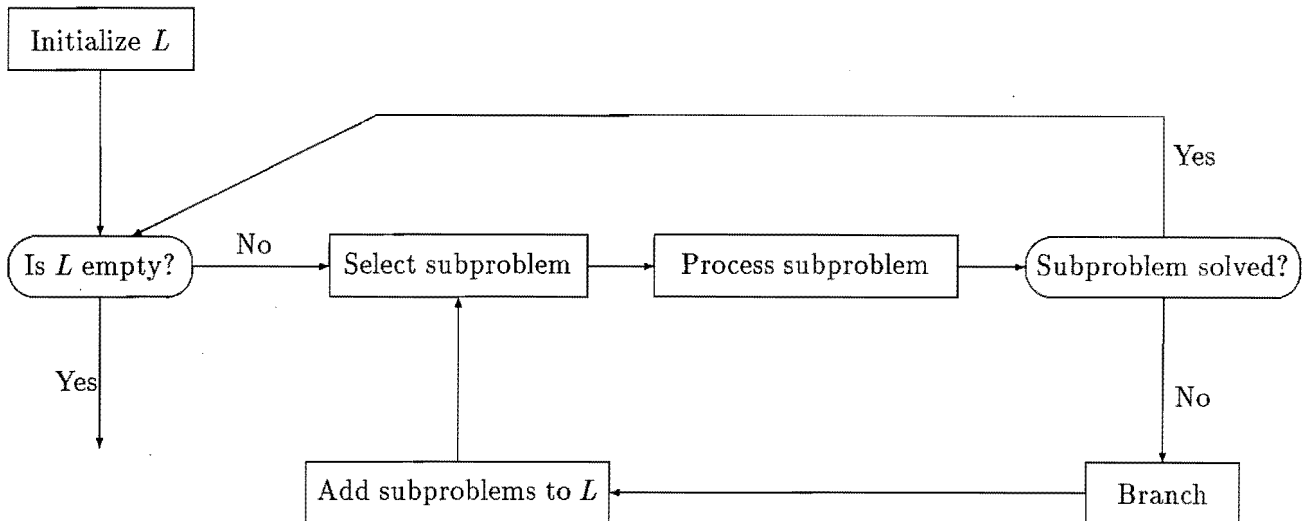 Initialize L
Yes
Is L empty?
No
Select subproblem
Process subproblem
Subproblem solved?
Yes
No
Add subproblems to L
Branch